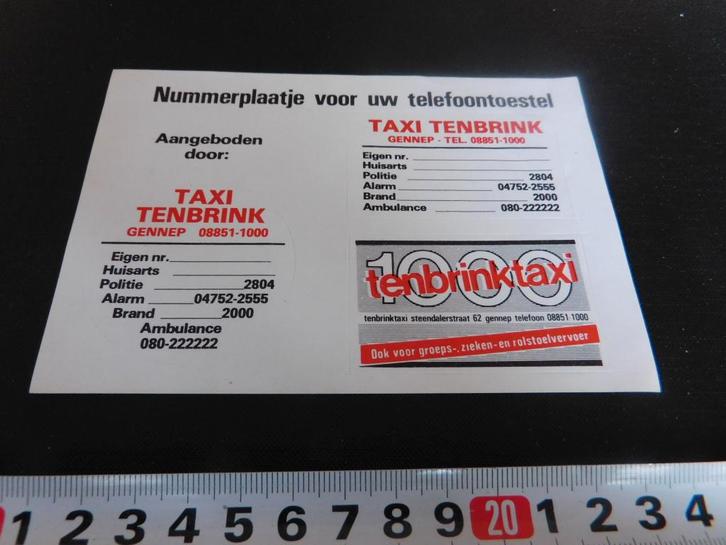 Nummerplaatje voor uw telefoontoestel
Aangeboden
door:
TAXI
TENBRINK
GENNEP 08851-1000
Eigen nr.
Huisarts
Politie 2804
Alarm 04752-2555
Brand 2000
Ambulance
080-222222
TAXI TENBRINK
GENNEP - TEL. 08851-1000
Eigen nr.
Huisarts
Politie 2804
Alarm 04752-2555
Brand 2000
Ambulance 080-222222
1000
tenbrinktaxi
tenbrinktaxi steendalerstraat 62 gennep telefoon 08851-1000
Ook voor groeps-, zieken- en rolstoelvervoer
1 2 3 4 5 6 7 8 9 20 1 2 3 4